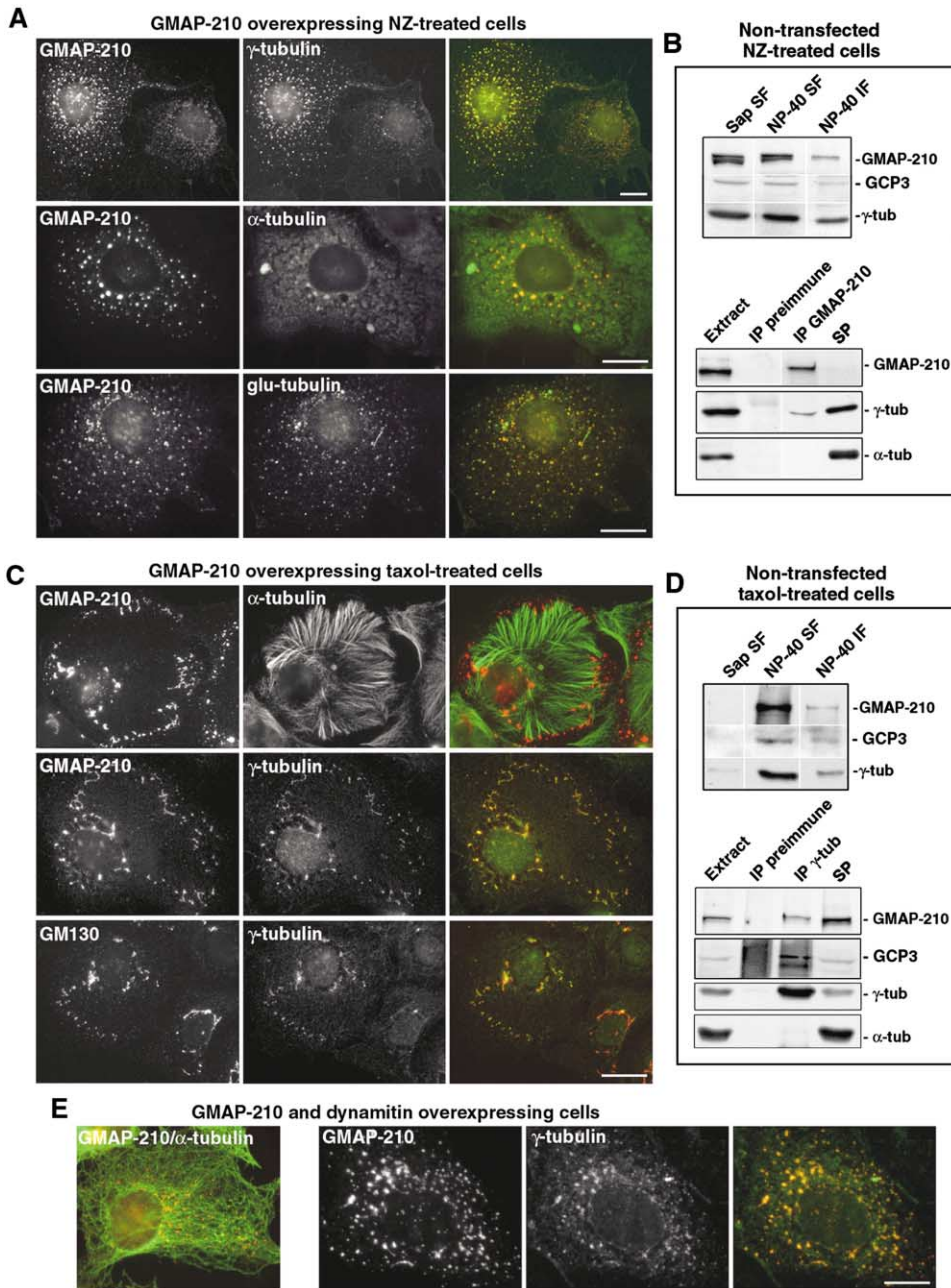 A
GMAP-210 overexpressing NZ-treated cells
GMAP-210
γ-tubulin
GMAP-210
α-tubulin
GMAP-210
glu-tubulin
B
Non-transfected
NZ-treated cells
Sap SF
NP-40 SF
NP-40 IF
-GMAP-210
- GCP3
-γ-tub
Extract
IP preimmune
IP GMAP-210
SP
- GMAP-210
- γ-tub
- α-tub
C
GMAP-210 overexpressing taxol-treated cells
GMAP-210
α-tubulin
GMAP-210
γ-tubulin
GM130
γ-tubulin
D
Non-transfected
taxol-treated cells
Sap SF
NP-40 SF
NP-40 IF
-GMAP-210
- GCP3
-γ-tub
Extract
IP preimmune
IP γ-tub
SP
- GMAP-210
- GCP3
- γ-tub
- α-tub
E
GMAP-210 and dynamitin overexpressing cells
GMAP-210/α-tubulin
GMAP-210
γ-tubulin